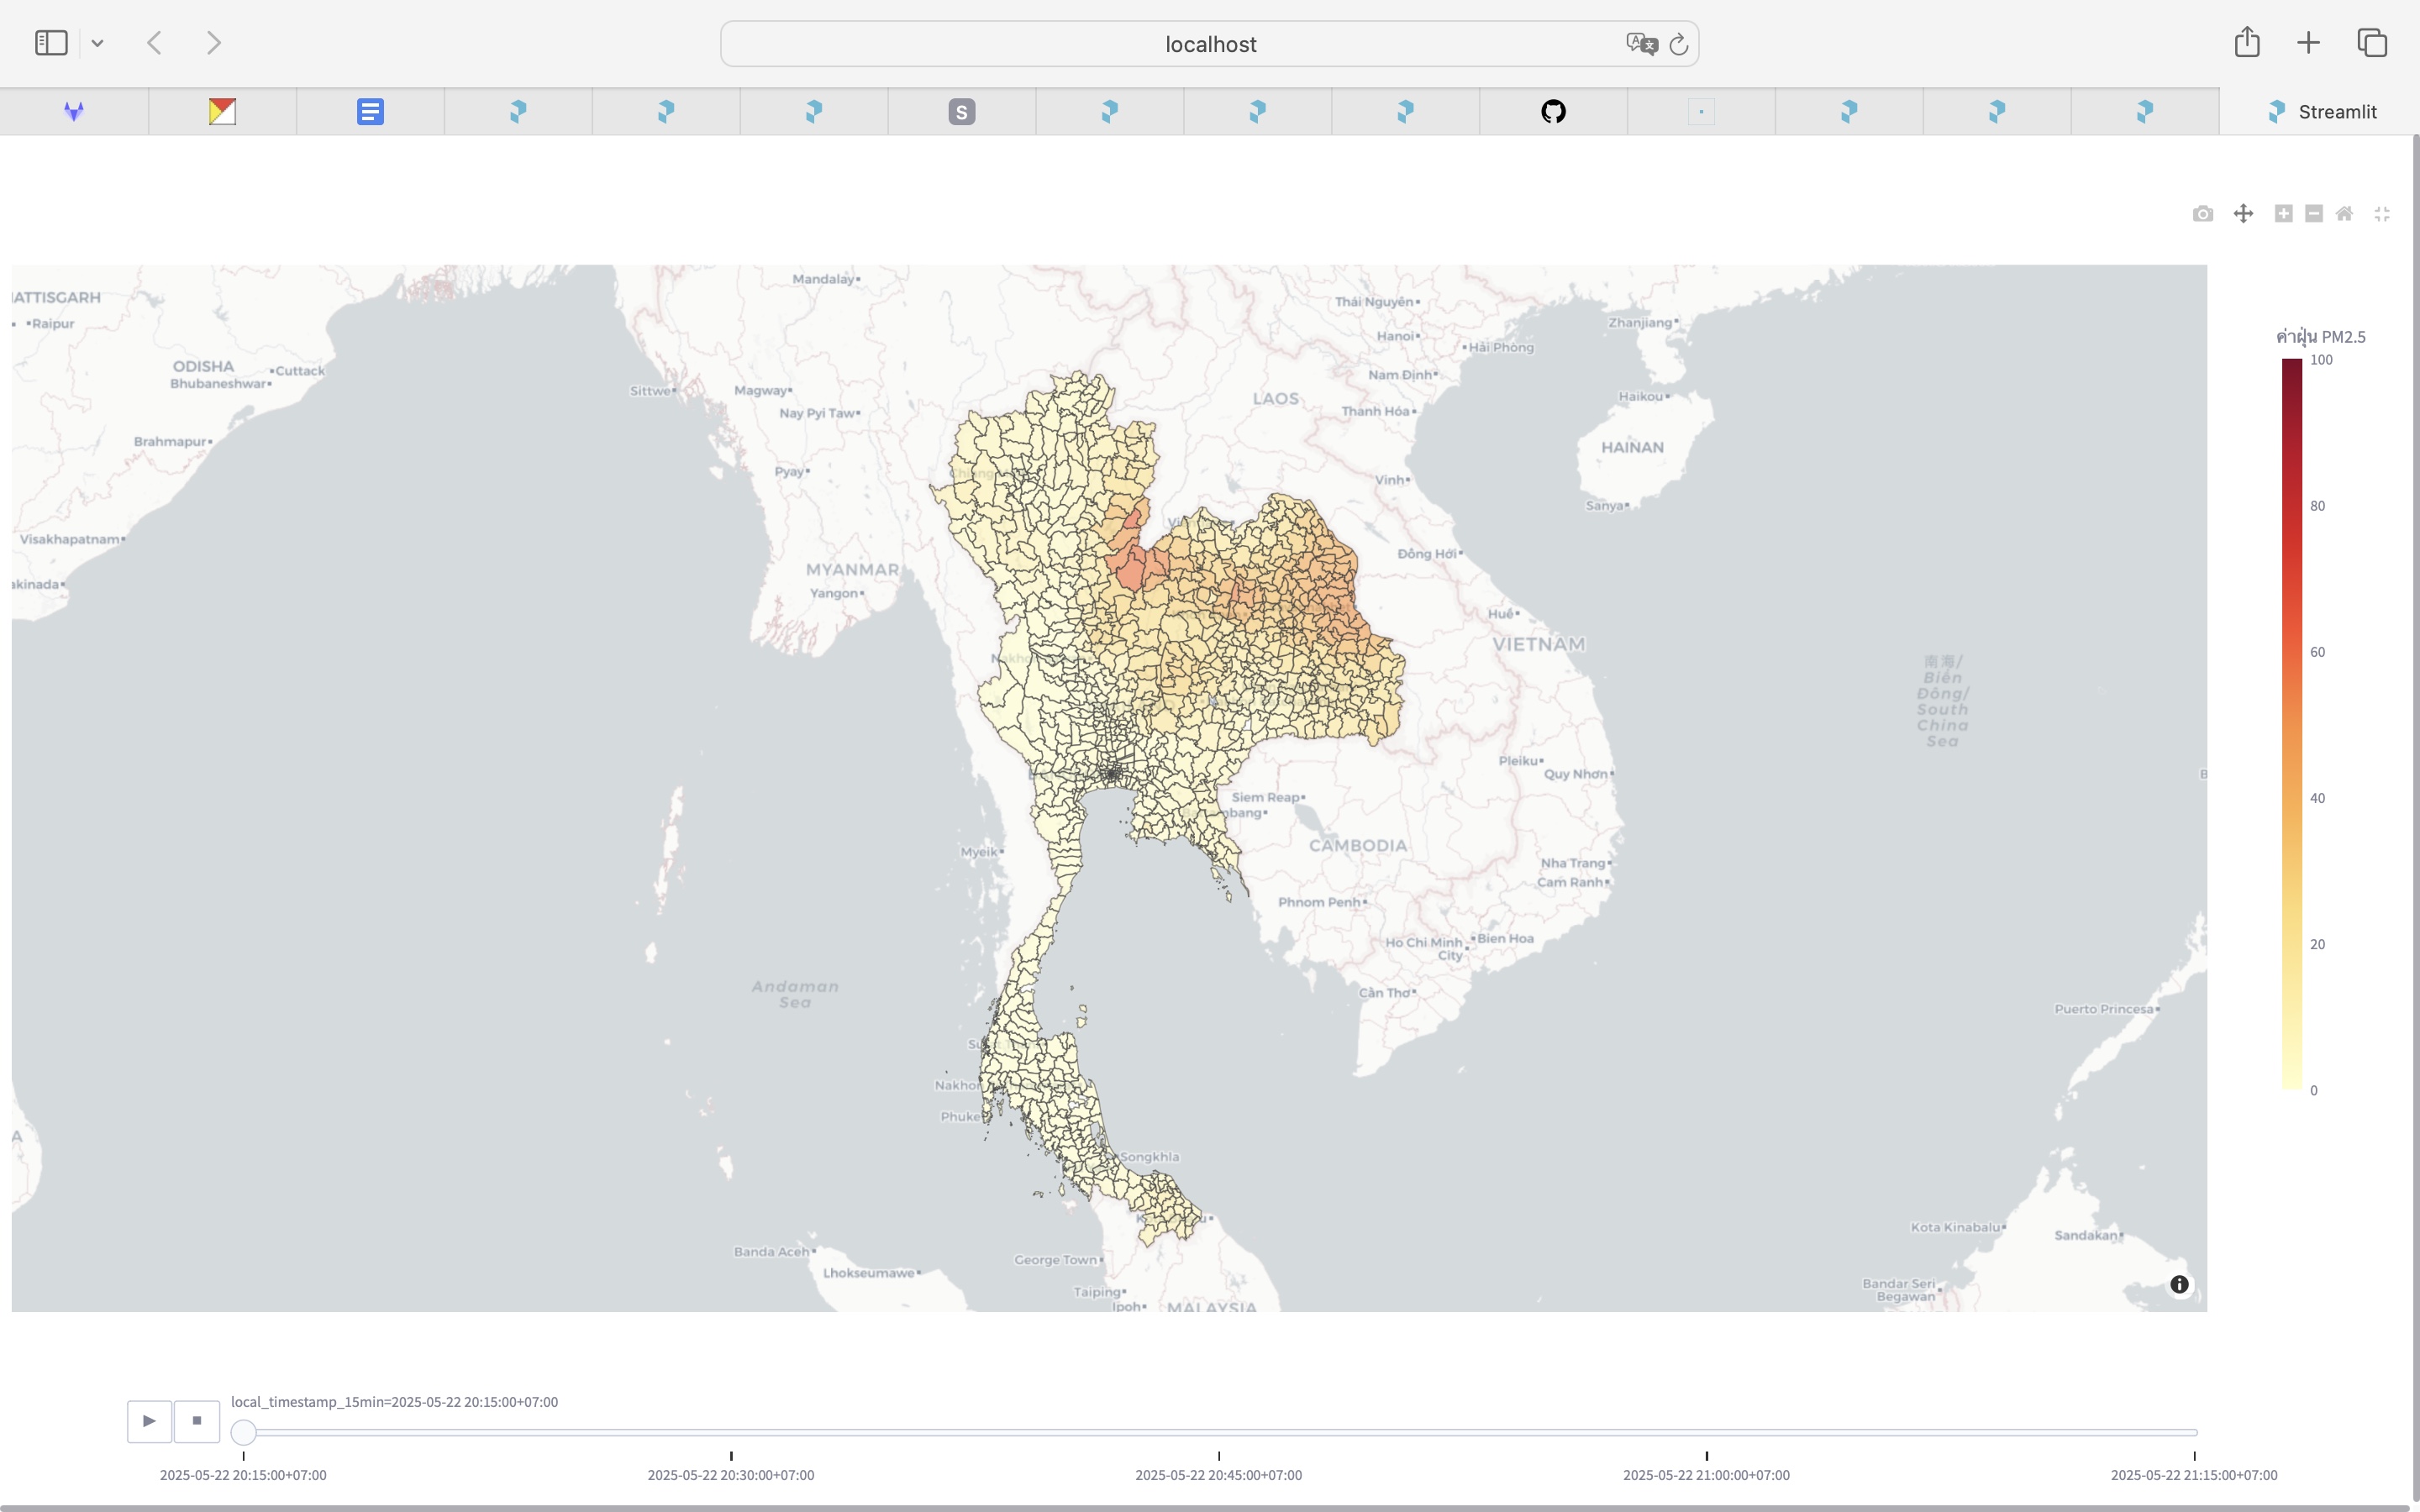 localhost
S
Streamlit
ATTISGARH
Raipur
ODISHA
Bhubaneswar
Cuttack
Brahmapur
Visakhapatnam
akinada
Mandalay
Sittwe
Magway
Nay Pyi Taw
Pyay
MYANMAR
Yangon
Thái Nguyên
Hanoi
Hải Phòng
Nam Định
LAOS
Thanh Hóa
Vinh
Zhanjiang
Haikou
HAINAN
Sanya
Đồng Hới
Huế
VIETNAM
南海/
Biển
Đông/
South
China
Sea
Pleiku
Quy Nhơn
Siem Reap
CAMBODIA
Nha Trang
Cam Ranh
Phnom Penh
Ho Chi Minh
City
Bien Hoa
Cần Thơ
Myeik
Andaman
Sea
Nakhon
Phuke
Songkhla
Banda Aceh
Lhokseumawe
George Town
Taiping
Ipoh
MALAYSIA
Puerto Princesa
Kota Kinabalu
Sandakan
Bandar Seri
Begawan
ค่าฝุ่น PM2.5
100
80
60
40
20
0
local_timestamp_15min=2025-05-22 20:15:00+07:00
2025-05-22 20:15:00+07:00
2025-05-22 20:30:00+07:00
2025-05-22 20:45:00+07:00
2025-05-22 21:00:00+07:00
2025-05-22 21:15:00+07:00